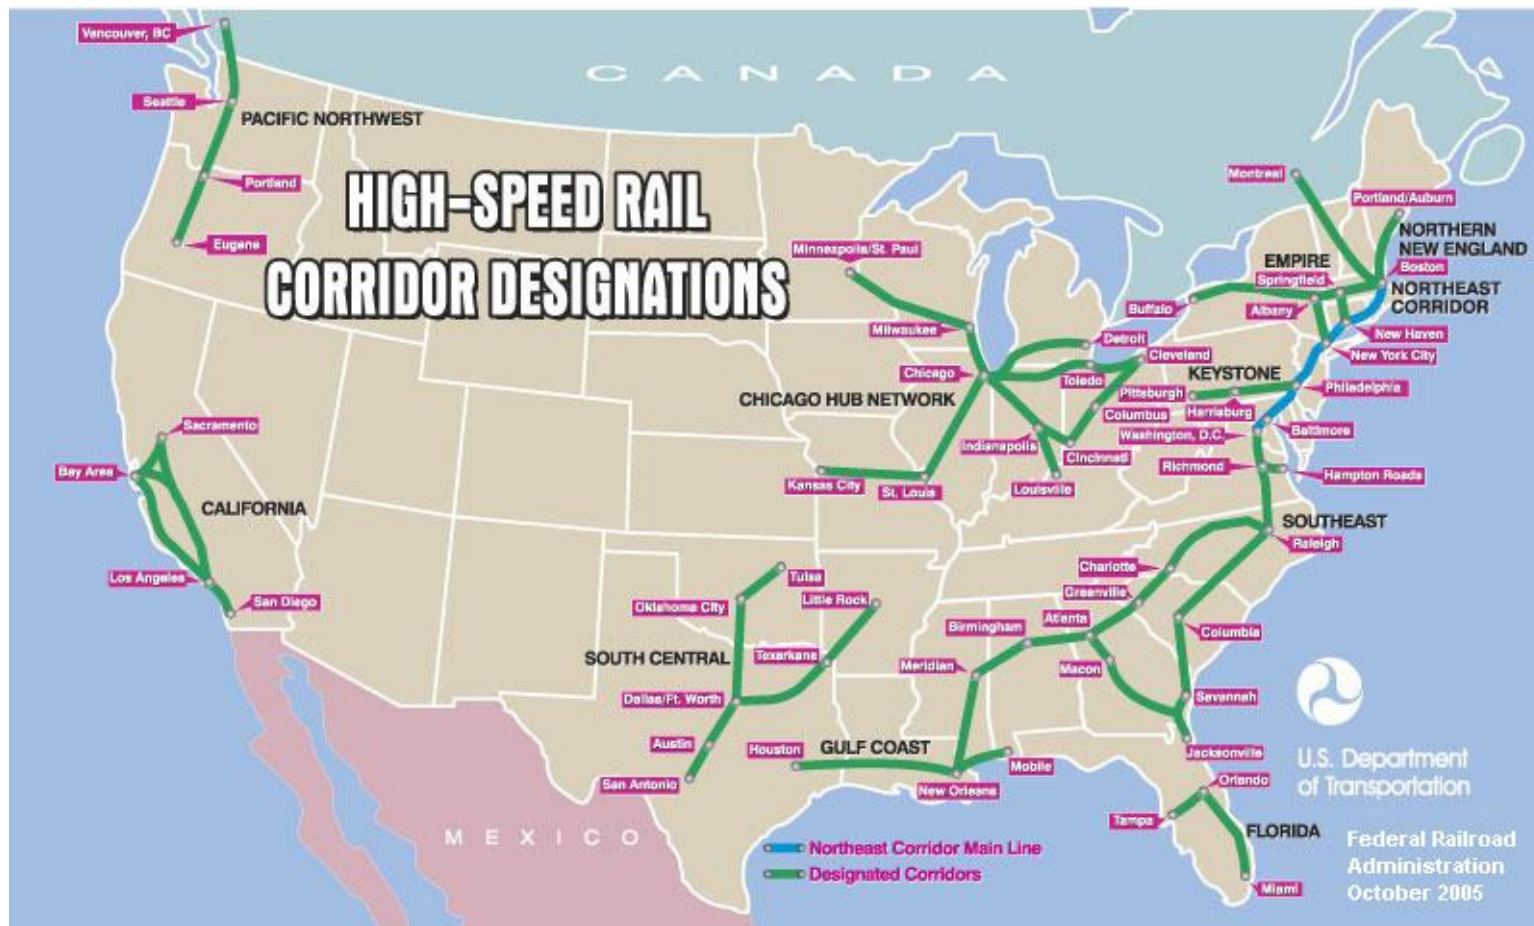 Vancouver, BC
CANADA
Seattle
PACIFIC NORTHWEST
Portland
Eugene
HIGH-SPEED RAIL
CORRIDOR DESIGNATIONS
Montreal
Portland/Auburn
NORTHERN
NEW ENGLAND
EMPIRE
Boston
Springfield
NORTHEAST
CORRIDOR
Buffalo
Albany
New Haven
New York City
Minneapolis/St. Paul
Milwaukee
Detroit
Cleveland
Chicago
Toledo
KEYSTONE
Pittsburgh
Philadelphia
CHICAGO HUB NETWORK
Columbus
Harrisburg
Washington, D.C.
Baltimore
Indianapolis
Cincinnati
Richmond
Hampton Roads
Kansas City
St. Louis
Louisville
Sacramento
Bay Area
CALIFORNIA
Los Angeles
San Diego
SOUTHEAST
Raleigh
Charlotte
Greenville
Tulsa
Oklahoma City
Little Rock
Atlanta
Birmingham
Columbia
SOUTH CENTRAL
Texarkana
Meridian
Macon
Dallas/Ft. Worth
Savannah
Austin
Houston
GULF COAST
Jacksonville
San Antonio
New Orleans
Mobile
Orlando
Tampa
FLORIDA
Miami
MEXICO
Northeast Corridor Main Line
Designated Corridors
U.S. Department
of Transportation
Federal Railroad
Administration
October 2005